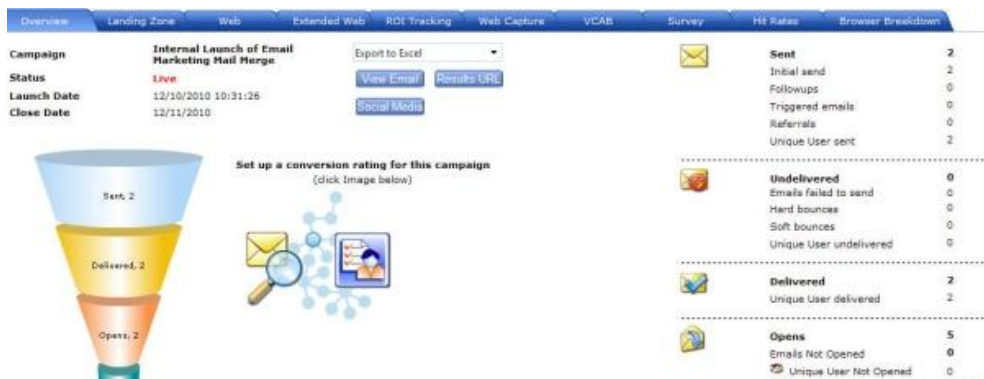 Overview Landing Zone Web Extended Web ROI Tracking Web Capture VCAB Survey Hit Rates Browser Breakdown
Campaign Internal Launch of Email
Marketing Mail Merge
Export to Excel
Status Live
View Email Results URL
Launch Date 12/10/2010 10:31:26
Social Media
Close Date 12/11/2010
Set up a conversion rating for this campaign
(click Image below)
Sent, 2
Delivered, 2
Opens, 2
Sent 2
Initial send 2
Followups 0
Triggered emails 0
Referrals 0
Unique User sent 2
Undelivered 0
Emails failed to send 0
Hard bounces 0
Soft bounces 0
Unique User undelivered 0
Delivered 2
Unique User delivered 2
Opens 5
Emails Not Opened 0
Unique User Not Opened 0